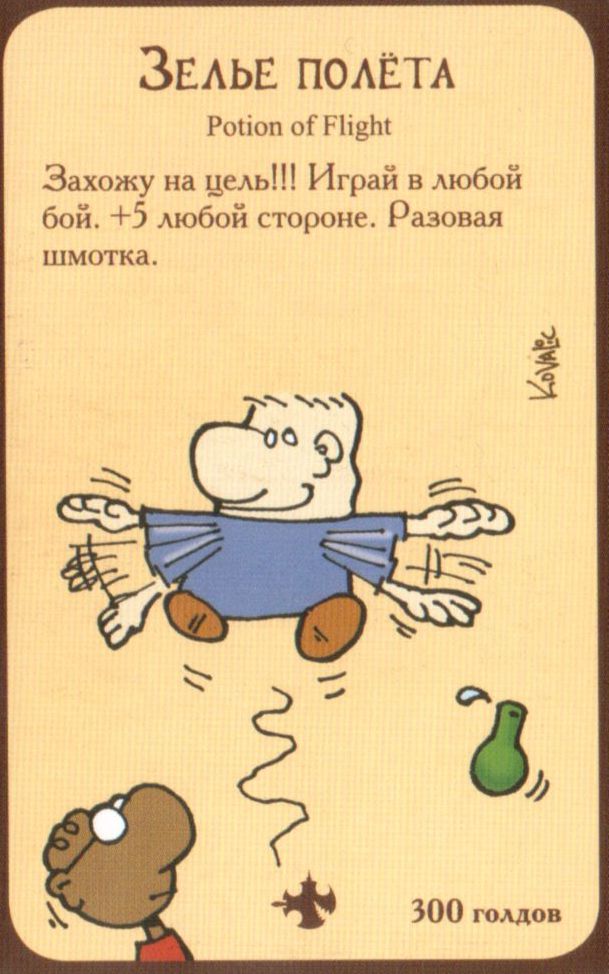 Зелье полёта
Potion of Flight
Захожу на цель!!! Играй в любой
бой. +5 любой стороне. Разовая
шмотка.
Kovalic
300 голдов